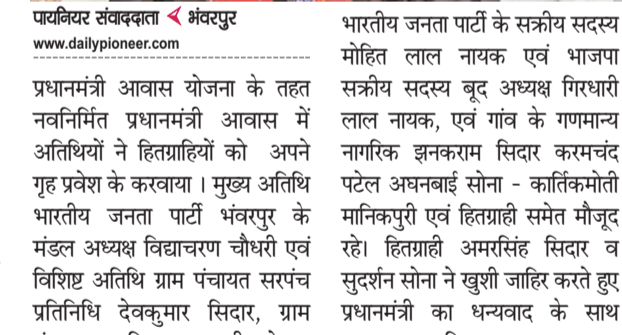 पायनियर संवाददाता < भंवरपुर
www.dailypioneer.com
प्रधानमंत्री आवास योजना के तहत
नवनिर्मित प्रधानमंत्री आवास में
अतिथियों ने हितग्राहियों को अपने
गृह प्रवेश के करवाया । मुख्य अतिथि
भारतीय जनता पार्टी भंवरपुर के
मंडल अध्यक्ष विद्याचरण चौधरी एवं
विशिष्ट अतिथि ग्राम पंचायत सरपंच
प्रतिनिधि देवकुमार सिदार, ग्राम
भारतीय जनता पार्टी के सक्रीय सदस्य
मोहित लाल नायक एवं भाजपा
सक्रीय सदस्य बूद अध्यक्ष गिरधारी
लाल नायक, एवं गांव के गणमान्य
नागरिक झनकराम सिदार करमचंद
पटेल अघनबाई सोना - कार्तिकमोती
मानिकपुरी एवं हितग्राही समेत मौजूद
रहे। हितग्राही अमरसिंह सिदार व
सुदर्शन सोना ने खुशी जाहिर करते हुए
प्रधानमंत्री का धन्यवाद के साथ